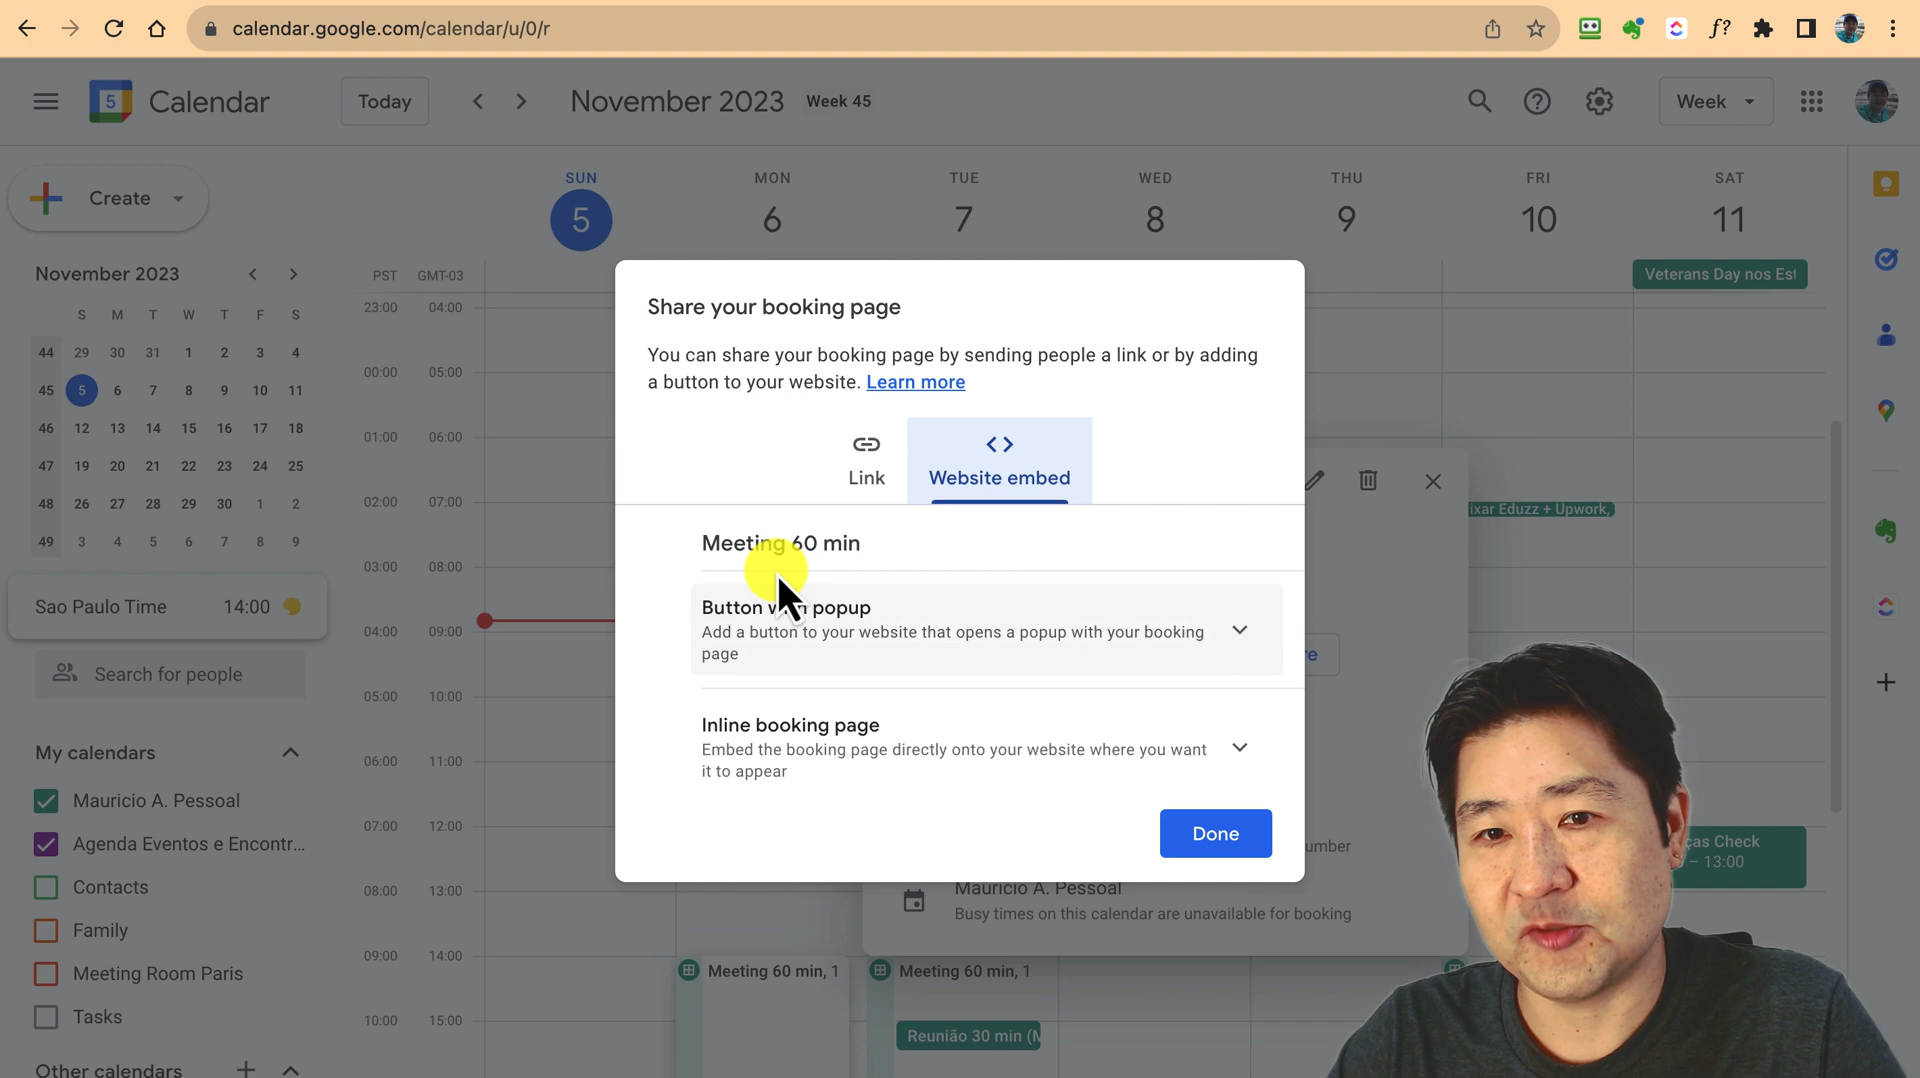 calendar.google.com/calendar/u/0/r
f?
5
Calendar
Today
November 2023
Week 45
Week
Create
SUN
MON
TUE
WED
THU
FRI
SAT
5
6
7
8
9
10
11
November 2023
S M T W T F S
44 29 30 31 1 2 3 4
45 5 6 7 8 9 10 11
46 12 13 14 15 16 17 18
47 19 20 21 22 23 24 25
48 26 27 28 29 30 1 2
49 3 4 5 6 7 8 9
Sao Paulo Time 14:00
Search for people
My calendars
Mauricio A. Pessoal
Agenda Eventos e Encontr...
Contacts
Family
Meeting Room Paris
Tasks
Other calendars
PST GMT-03
23:00 04:00
00:00 05:00
01:00 06:00
02:00 07:00
03:00 08:00
04:00 09:00
05:00 10:00
06:00 11:00
07:00 12:00
08:00 13:00
09:00 14:00
10:00 15:00
Veterans Day nos Est
Share your booking page
You can share your booking page by sending people a link or by adding
a button to your website. Learn more
Link
Website embed
Meeting 60 min
Button with popup
Add a button to your website that opens a popup with your booking
page
Inline booking page
Embed the booking page directly onto your website where you want
it to appear
Done
ixar Eduzz + Upwork,
re
umber
Mauricio A. Pessoal
Busy times on this calendar are unavailable for booking
ças Check
– 13:00
Meeting 60 min, 1
Meeting 60 min, 1
Reunião 30 min (M